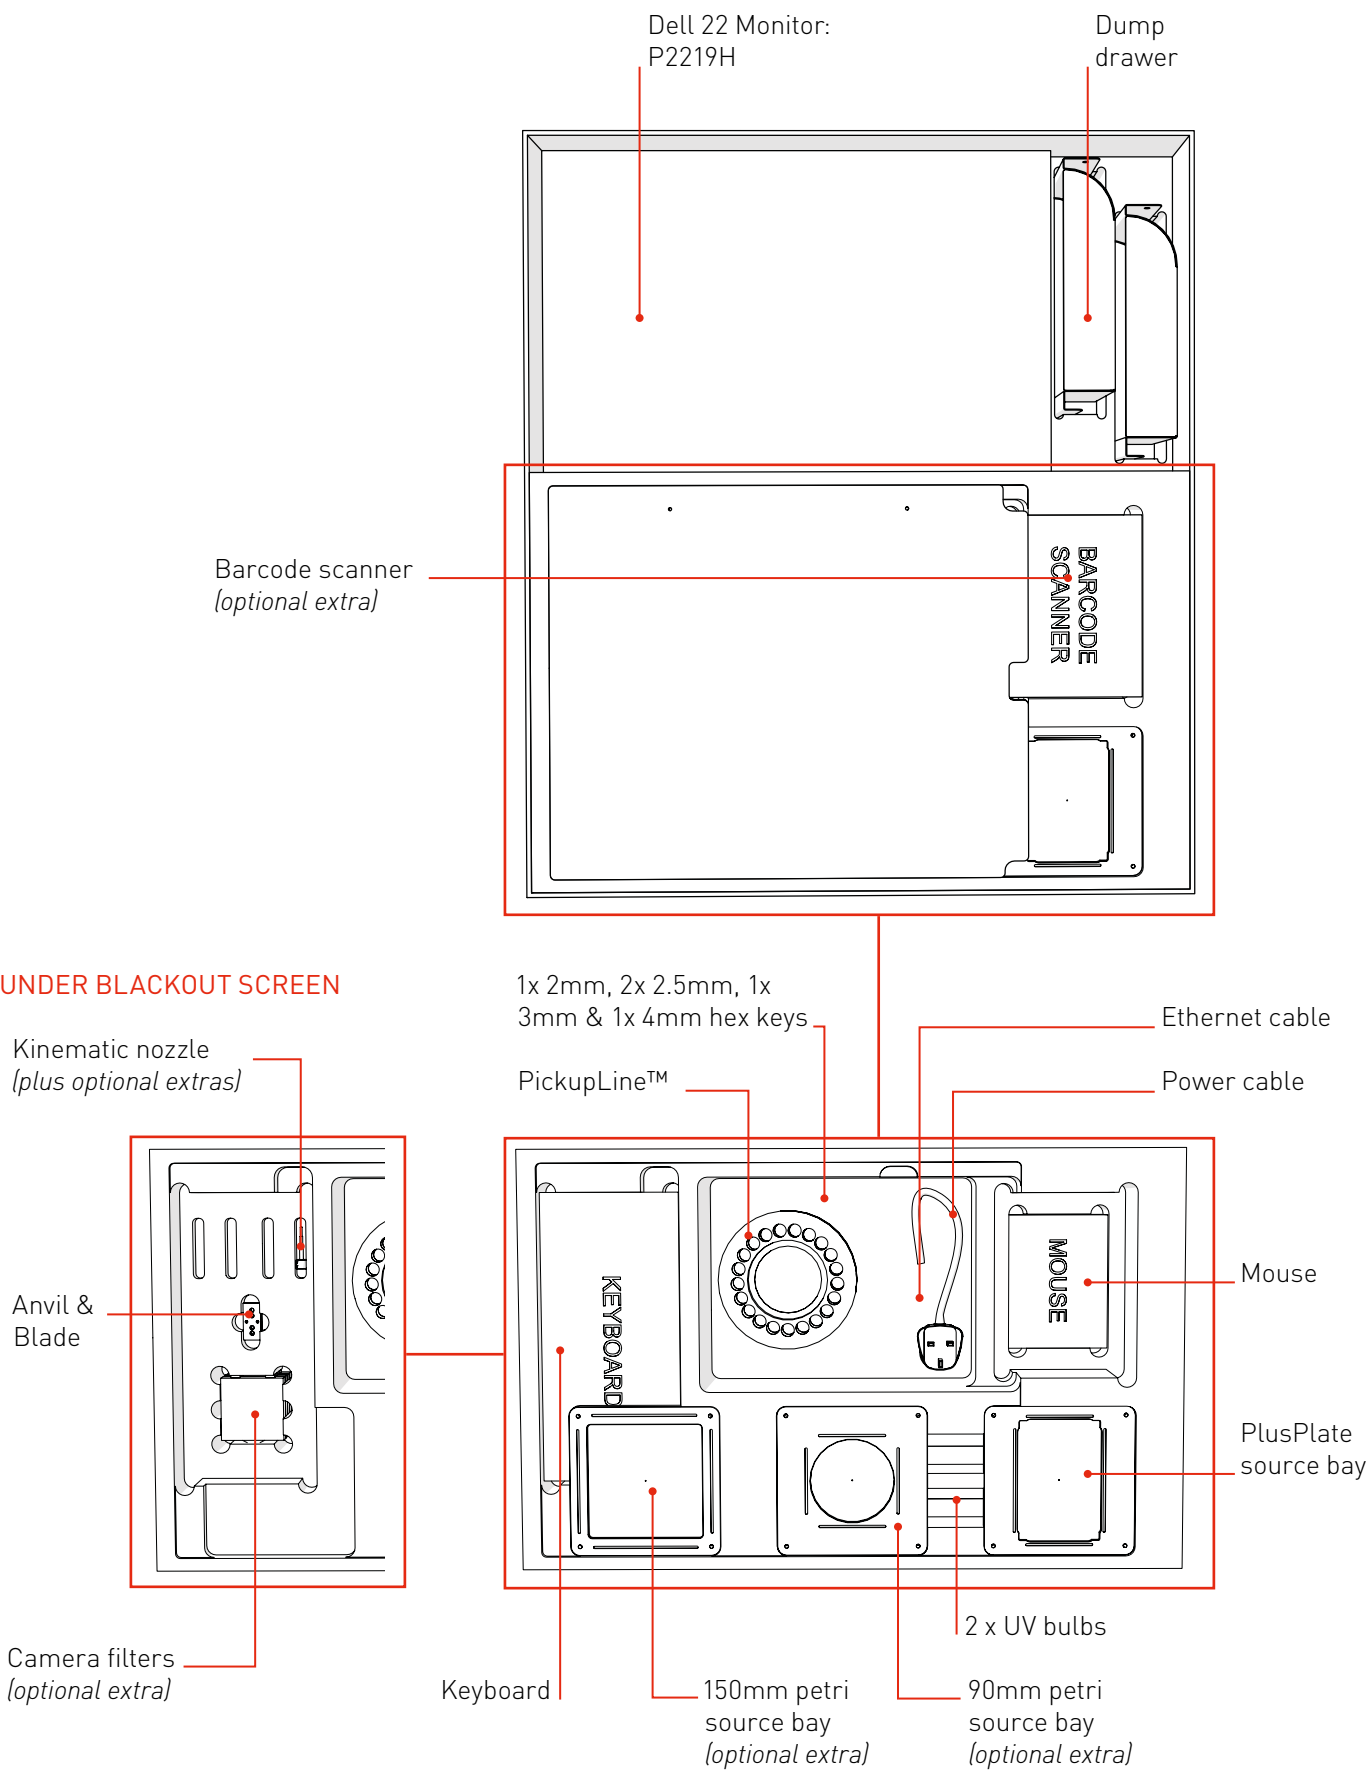 Dell 22 Monitor:
P2219H
Dump
drawer
Barcode scanner
(optional extra)
BARCODE
SCANNER
UNDER BLACKOUT SCREEN
1x 2mm, 2x 2.5mm, 1x
3mm & 1x 4mm hex keys
Ethernet cable
Kinematic nozzle
(plus optional extras)
PickupLine™
Power cable
Anvil &
Blade
KEYBOARD
MOUSE
Mouse
PlusPlate
source bay
2 x UV bulbs
Camera filters
(optional extra)
Keyboard
150mm petri
source bay
(optional extra)
90mm petri
source bay
(optional extra)